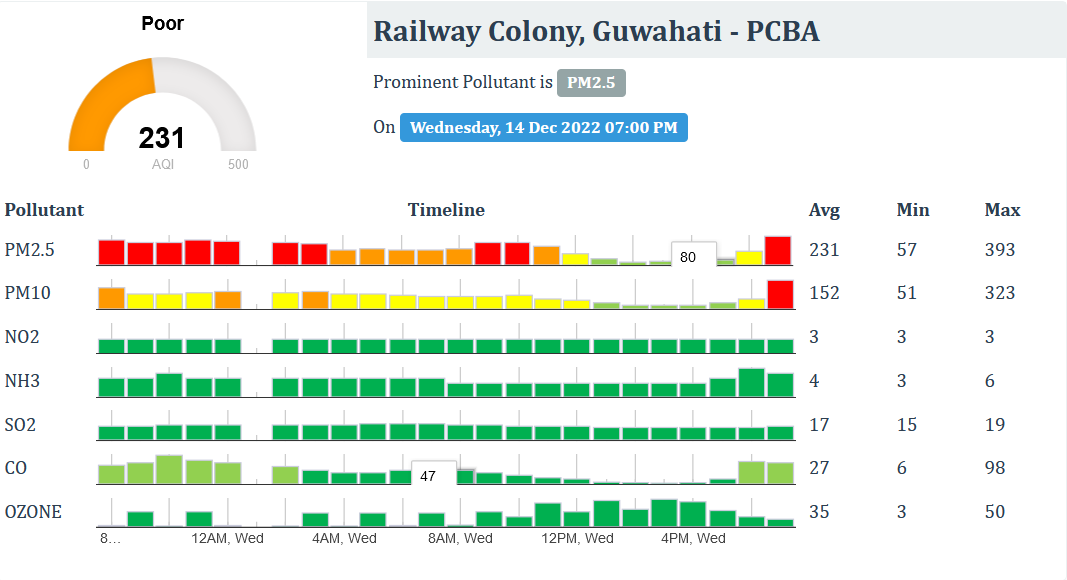 Poor
231
0 AQI 500
Railway Colony, Guwahati - PCBA
Prominent Pollutant is PM2.5
On Wednesday, 14 Dec 2022 07:00 PM
Pollutant Timeline Avg Min Max
PM2.5 80 231 57 393
PM10 152 51 323
NO2 3 3 3
NH3 4 3 6
SO2 17 15 19
CO 47 27 6 98
OZONE 35 3 50
8... 12AM, Wed 4AM, Wed 8AM, Wed 12PM, Wed 4PM, Wed